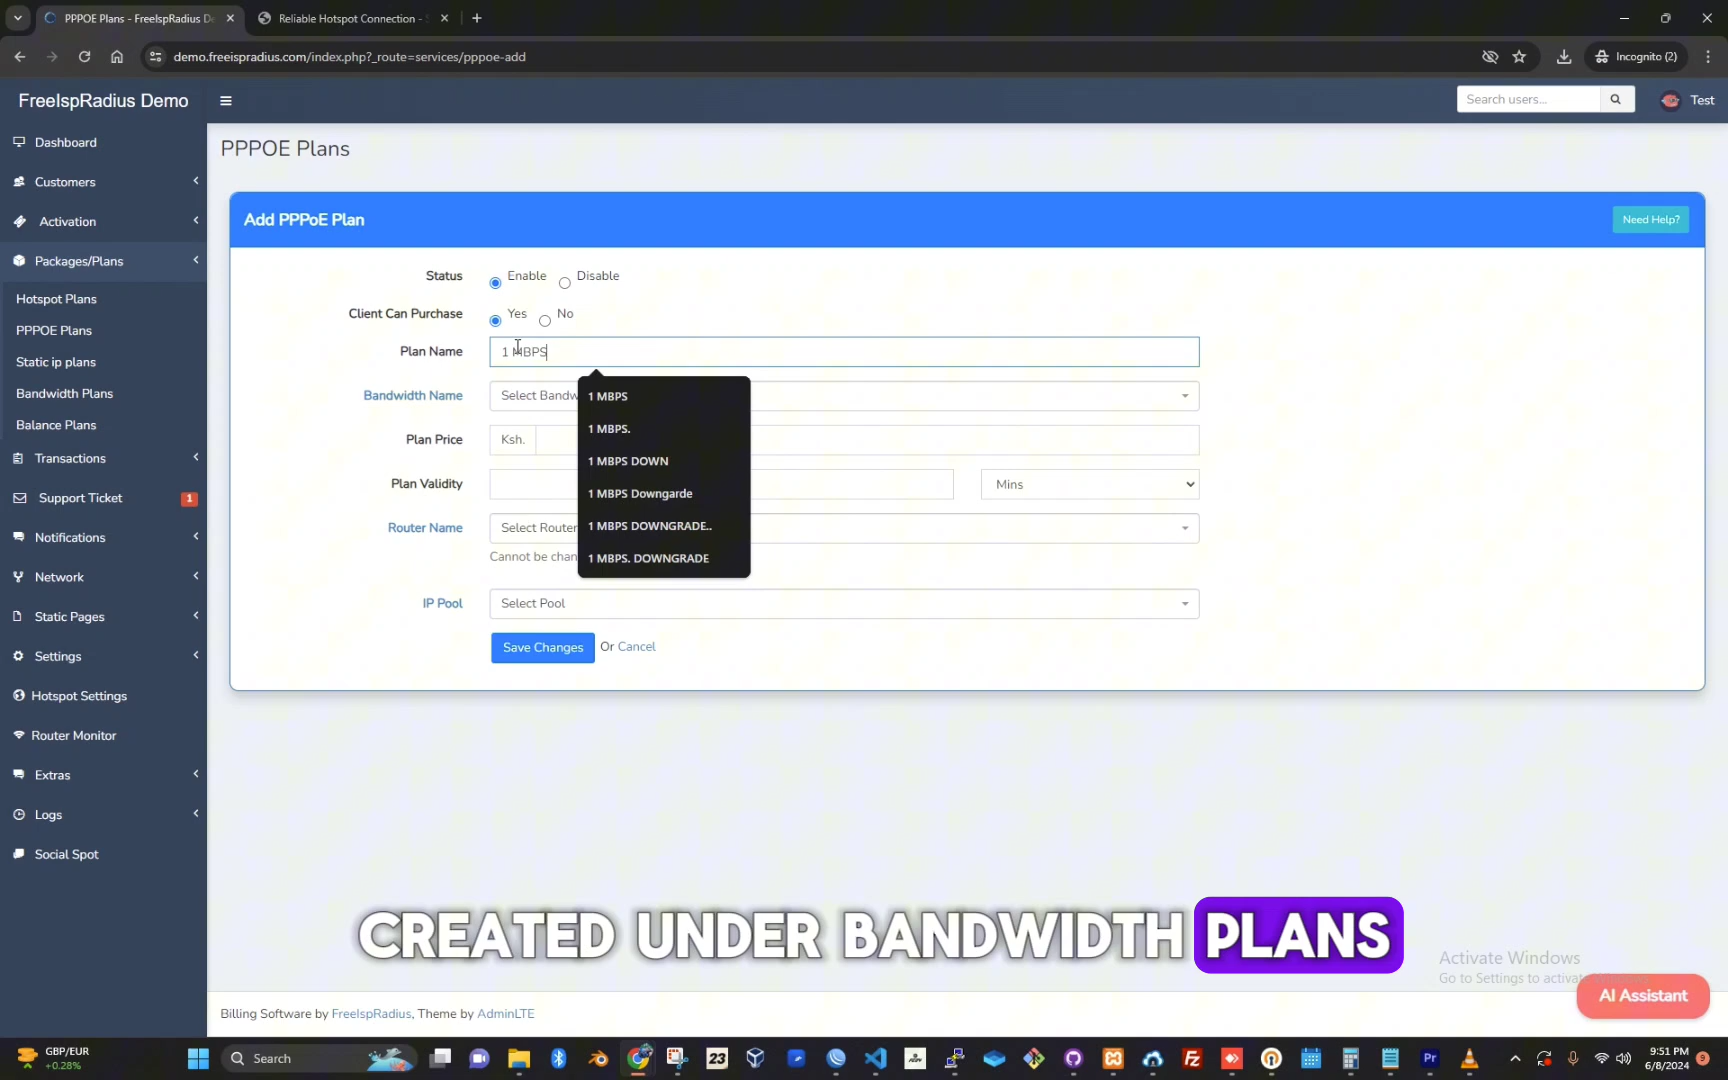 PPPOE Plans - FreeIspRadius De
Reliable Hotspot Connection -
demo.freeispradius.com/index.php?_route=services/pppoe-add
Incognito (2)
FreeIspRadius Demo
Search users...
Test
Dashboard
Customers
Activation
Packages/Plans
Hotspot Plans
PPPOE Plans
Static ip plans
Bandwidth Plans
Balance Plans
Transactions
Support Ticket
1
Notifications
Network
Static Pages
Settings
Hotspot Settings
Router Monitor
Extras
Logs
Social Spot
PPPOE Plans
Add PPPoE Plan
Need Help?
Status
Enable
Disable
Client Can Purchase
Yes
No
Plan Name
1 MBPS
1 MBPS
1 MBPS.
1 MBPS DOWN
1 MBPS Downgarde
1 MBPS DOWNGRADE..
1 MBPS. DOWNGRADE
Bandwidth Name
Select Bandw
Plan Price
Ksh.
Plan Validity
Mins
Router Name
Select Router
Cannot be chan
IP Pool
Select Pool
Save Changes
Or Cancel
CREATED UNDER BANDWIDTH PLANS
Activate Windows
Go to Settings to activat
AI Assistant
Billing Software by FreeIspRadius, Theme by AdminLTE
GBP/EUR
+0.28%
Search
23
Pr
9:51 PM
6/8/2024
9